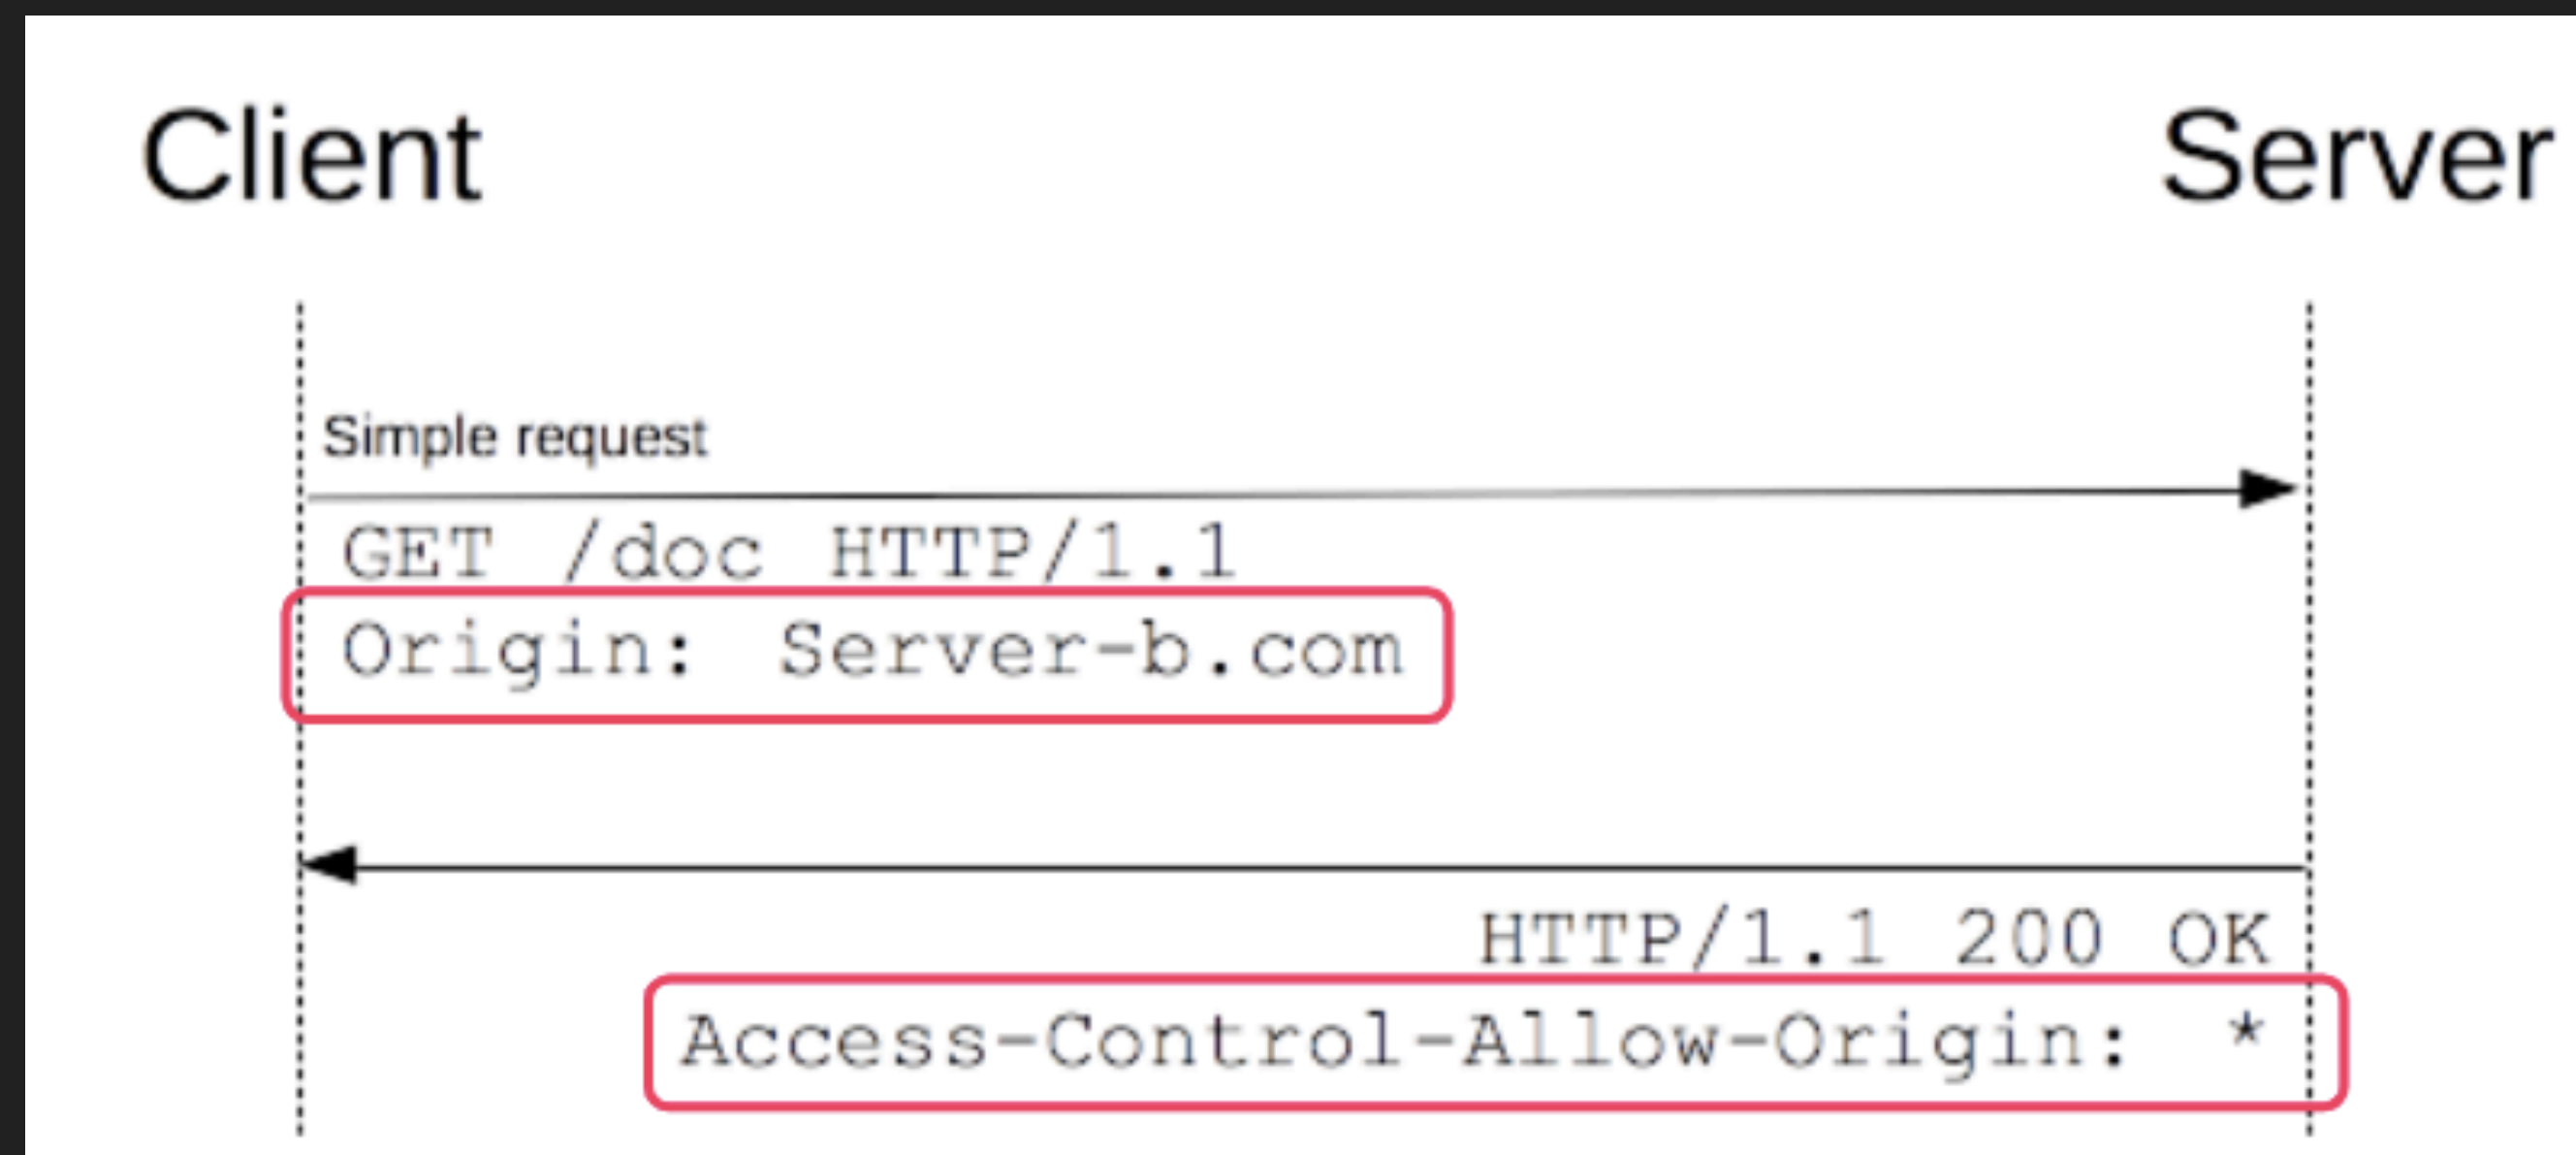 Client
Server
Simple request
GET /doc HTTP/1.1
Origin: Server-b.com
HTTP/1.1 200 OK
Access-Control-Allow-Origin: *